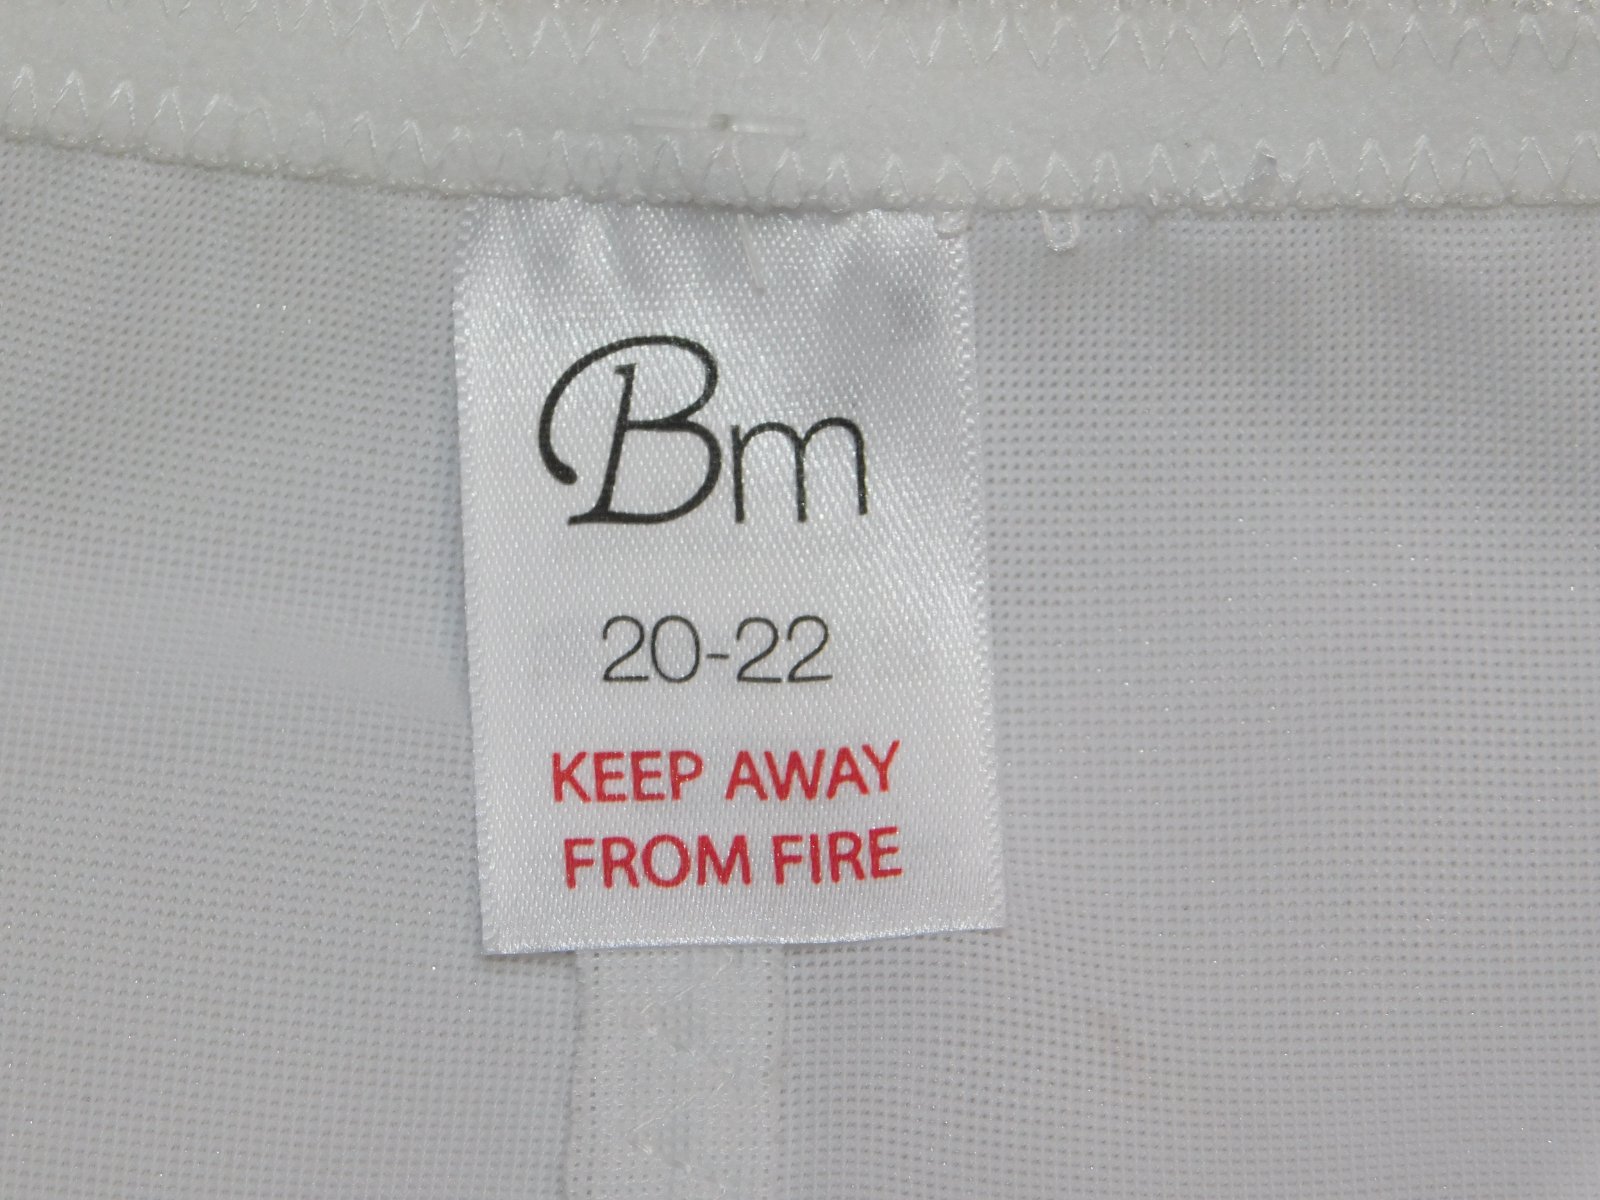 Bm
20-22
KEEP AWAY
FROM FIRE